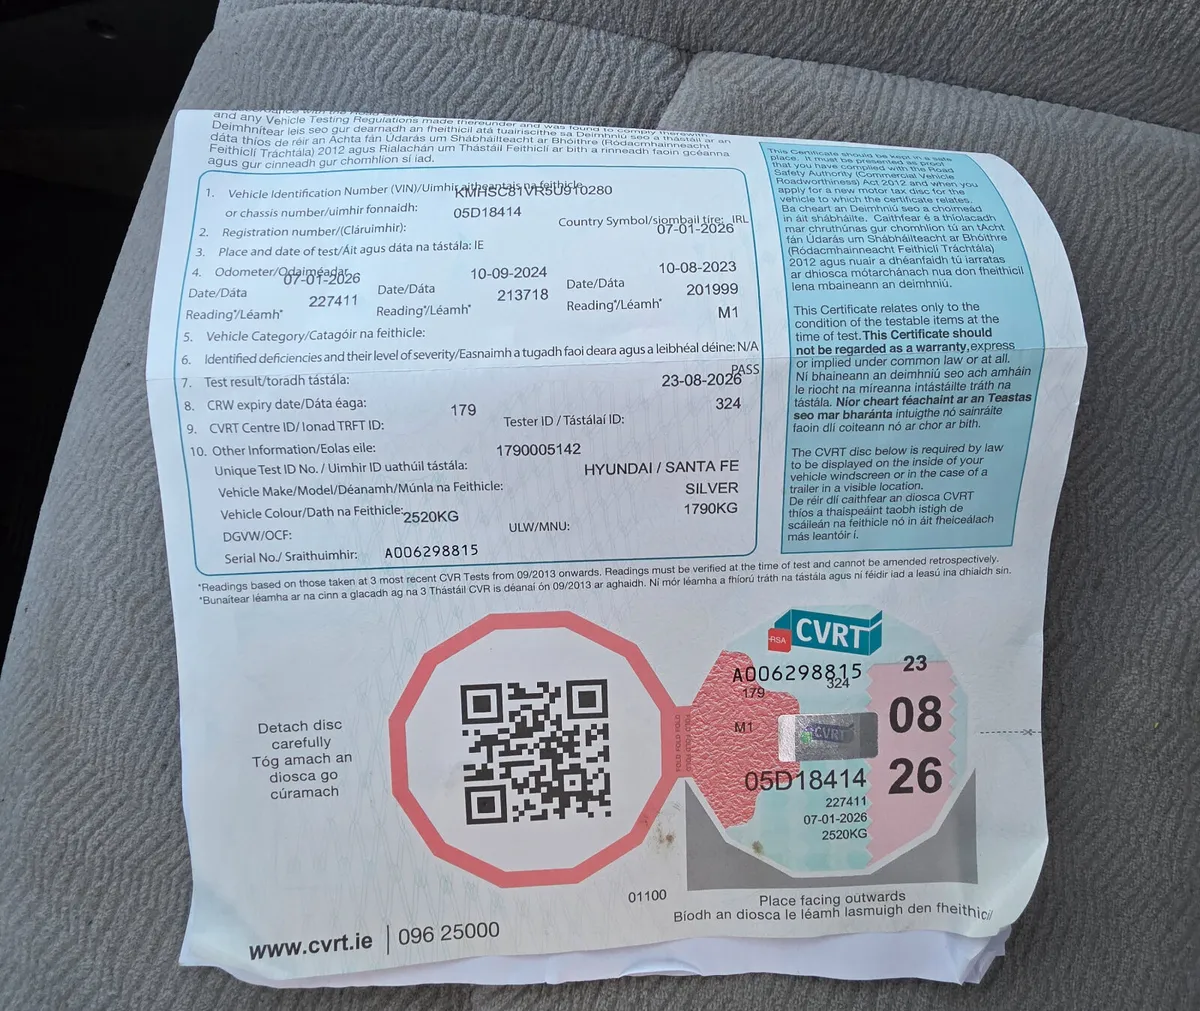 and any Vehicle Testing Regulations made thereunder and was found to comply therewith.
Deimhnítear leis seo gur dearnadh an fheithicil atá tuairiscithe sa Deimhniú seo a thástáil ar an
dáta thíos de réir an Achta fán Údarás um Shábháilteacht ar Bhóithre (Ródacmhainneacht
Feithiclí Tráchtála) 2012 agus Rialachán um Thástáil Feithiclí ar bith a rinneadh faoin gcéanna
agus gur cinneadh gur chomhlíon sí iad.
1. Vehicle Identification Number (VIN)/Uimhir aitheantais na feithicle
KMHSC81VR5U910280
or chassis number/uimhir fonnaidh:
05D18414
Country Symbol/siombail tíre: IRL
2. Registration number/(Cláruimhir):
07-01-2026
3. Place and date of test/Áit agus dáta na tástála: IE
4. Odometer/Odaiméadar
07-01-2026
10-09-2024
10-08-2023
Date/Dáta
Date/Dáta
Date/Dáta
227411
213718
201999
Reading*/Léamh*
Reading*/Léamh*
Reading*/Léamh*
M1
5. Vehicle Category/Catagóir na feithicle:
6. Identified deficiencies and their level of severity/Easnaimh a tugadh faoi deara agus a leibhéal déine: N/A
PASS
7. Test result/toradh tástála:
23-08-2026
8. CRW expiry date/Dáta éaga:
179
324
9. CVRT Centre ID/ Ionad TRFT ID:
Tester ID / Tástálaí ID:
10. Other Information/Eolas eile:
1790005142
Unique Test ID No. / Uimhir ID uathúil tástála:
HYUNDAI / SANTA FE
Vehicle Make/Model/Déanamh/Múnla na Feithicle:
SILVER
Vehicle Colour/Dath na Feithicle:
2520KG
1790KG
DGVW/OCF:
ULW/MNU:
Serial No./ Sraithuimhir:
A006298815
*Readings based on those taken at 3 most recent CVR Tests from 09/2013 onwards. Readings must be verified at the time of test and cannot be amended retrospectively.
*Bunaítear léamha ar na cinn a glacadh ag na 3 Thástáil CVR is déanaí ón 09/2013 ar aghaidh. Ní mór léamha a fhíorú tráth na tástála agus ní féidir iad a leasú ina dhiaidh sin.
This Certificate should be kept in a safe
place. It must be presented as proof
that you have complied with the Road
Safety Authority (Commercial Vehicle
Roadworthiness) Act 2012 and when you
apply for a new motor tax disc for the
vehicle to which the certificate relates.
Ba cheart an Deimhniú seo a choimeád
in áit shábháilte. Caithfear é a thíolacadh
mar chruthúnas gur chomhlíon tú an tAcht
fán Údarás um Shábháilteacht ar Bhóithre
(Ródacmhainneacht Feithiclí Tráchtála)
2012 agus nuair a dhéanfaidh tú iarratas
ar dhiosca mótarchánach nua don fheithicil
lena mbaineann an deimhniú.
This Certificate relates only to the
condition of the testable items at the
time of test. This Certificate should
not be regarded as a warranty, express
or implied under common law or at all.
Ní bhaineann an deimhniú seo ach amháin
le riocht na míreanna intástáilte tráth na
tástála. Níor cheart féachaint ar an Teastas
seo mar bharánta intuigthe nó sainráite
faoin dlí coiteann nó ar chor ar bith.
The CVRT disc below is required by law
to be displayed on the inside of your
vehicle windscreen or in the case of a
trailer in a visible location.
De réir dlí caithfear an diosca CVRT
thíos a thaispeáint taobh istigh de
scáileán na feithicle nó in áit fheiceálach
más leantóir í.
Detach disc
carefully
Tóg amach an
diosca go
cúramach
FOLD FOLD FOLD
RSA
CVRT
A006298815
324
179
M1
CVRT
05D18414
227411
07-01-2026
2520KG
23
08
26
01100
Place facing outwards
Bíodh an diosca le léamh lasmuigh den fheithicil
www.cvrt.ie | 096 25000